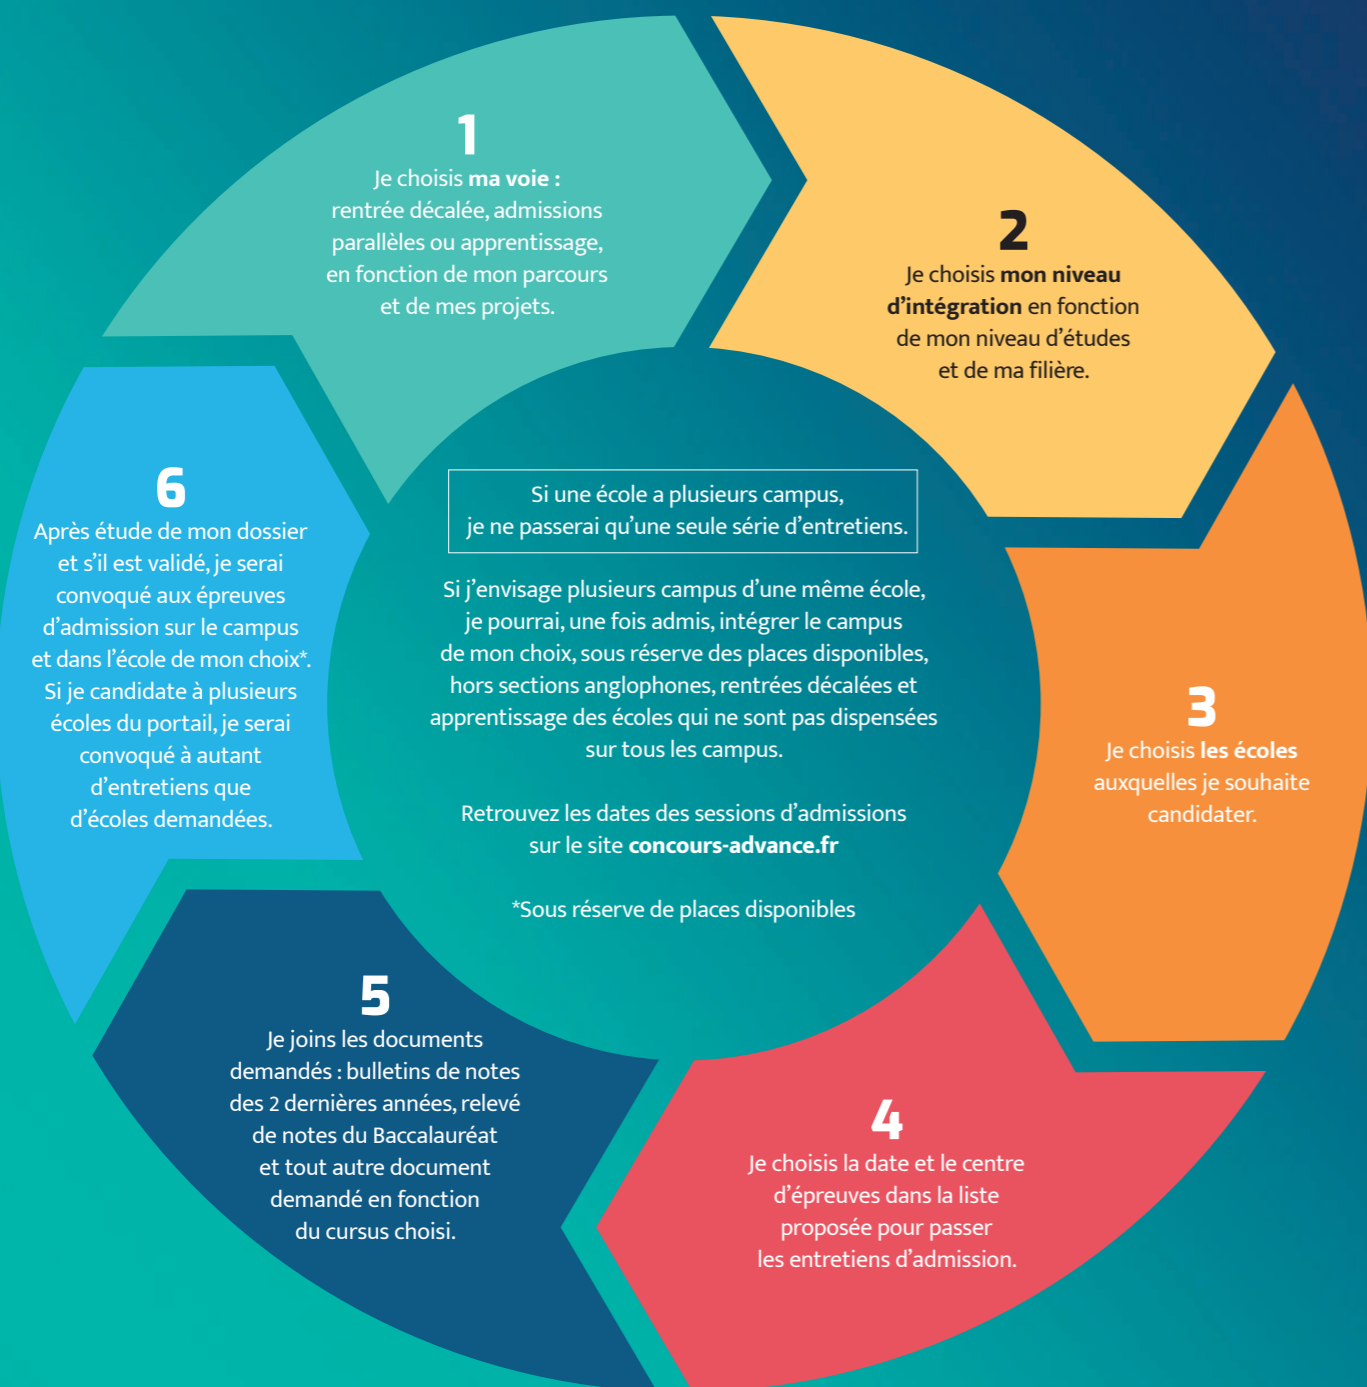 1
Je choisis ma voie :
rentrée décalée, admissions
parallèles ou apprentissage,
en fonction de mon parcours
et de mes projets.
2
Je choisis mon niveau
d’intégration en fonction
de mon niveau d’études
et de ma filière.
3
Je choisis les écoles
auxquelles je souhaite
candidater.
4
Je choisis la date et le centre
d’épreuves dans la liste
proposée pour passer
les entretiens d’admission.
5
Je joins les documents
demandés : bulletins de notes
des 2 dernières années, relevé
de notes du Baccalauréat
et tout autre document
demandé en fonction
du cursus choisi.
6
Après étude de mon dossier
et s’il est validé, je serai
convoqué aux épreuves
d’admission sur le campus
et dans l’école de mon choix*.
Si je candidate à plusieurs
écoles du portail, je serai
convoqué à autant
d’entretiens que
d’écoles demandées.
Si une école a plusieurs campus,
je ne passerai qu’une seule série d’entretiens.
Si j’envisage plusieurs campus d’une même école,
je pourrai, une fois admis, intégrer le campus
de mon choix, sous réserve des places disponibles,
hors sections anglophones, rentrées décalées et
apprentissage des écoles qui ne sont pas dispensées
sur tous les campus.
Retrouvez les dates des sessions d’admissions
sur le site concours-advance.fr
*Sous réserve de places disponibles